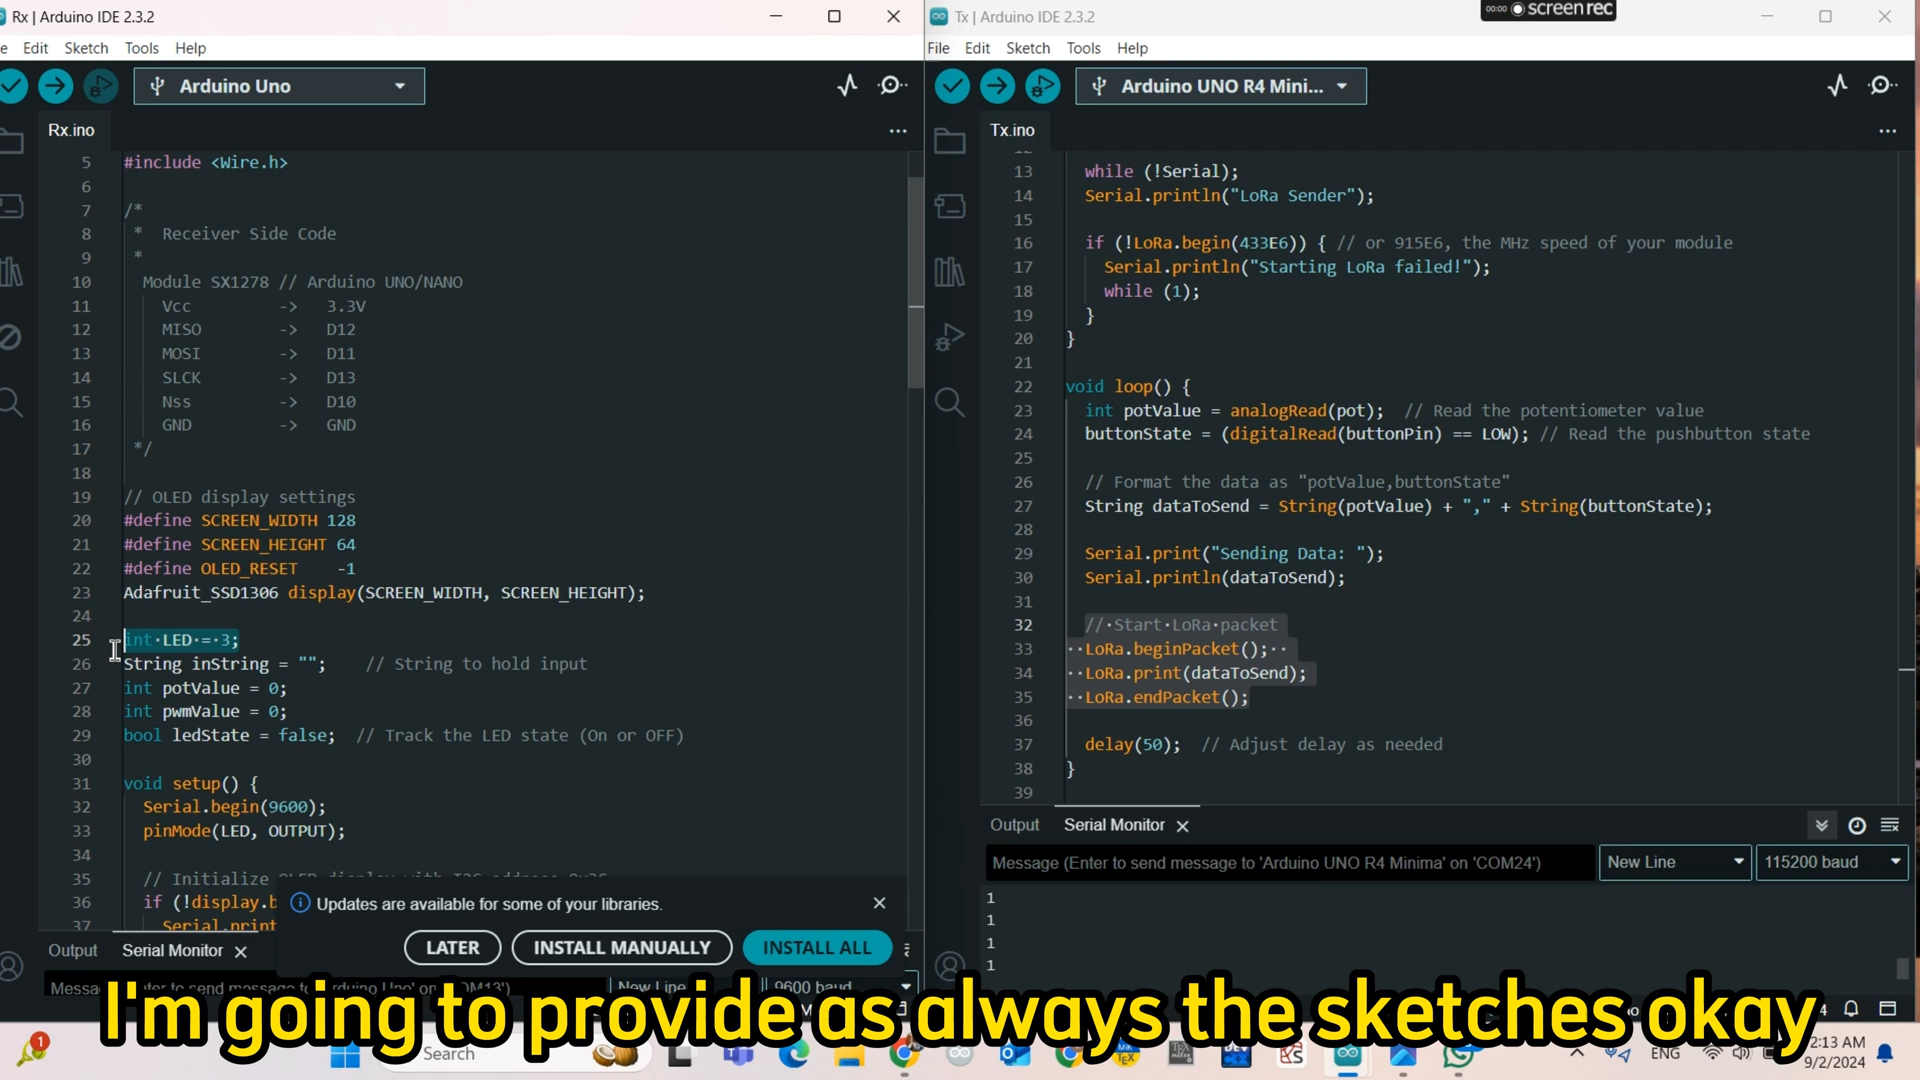 Rx | Arduino IDE 2.3.2
Edit Sketch Tools Help
Arduino Uno
Rx.ino
5 #include <Wire.h>
6
7 /*
8 * Receiver Side Code
9 *
10 Module SX1278 // Arduino UNO/NANO
11 Vcc -> 3.3V
12 MISO -> D12
13 MOSI -> D11
14 SLCK -> D13
15 Nss -> D10
16 GND -> GND
17 */
18
19 // OLED display settings
20 #define SCREEN_WIDTH 128
21 #define SCREEN_HEIGHT 64
22 #define OLED_RESET -1
23 Adafruit_SSD1306 display(SCREEN_WIDTH, SCREEN_HEIGHT);
24
25 int·LED·=·3;
26 String inString = ""; // String to hold input
27 int potValue = 0;
28 int pwmValue = 0;
29 bool ledState = false; // Track the LED state (On or OFF)
30
31 void setup() {
32 Serial.begin(9600);
33 pinMode(LED, OUTPUT);
34
35 // Initialize
36 if (!display.b
37 Serial.print
Updates are available for some of your libraries.
LATER INSTALL MANUALLY INSTALL ALL
Output Serial Monitor
New Line 9600 baud
Tx | Arduino IDE 2.3.2
00:00 screen rec
File Edit Sketch Tools Help
Arduino UNO R4 Mini...
Tx.ino
13 while (!Serial);
14 Serial.println("LoRa Sender");
15
16 if (!LoRa.begin(433E6)) { // or 915E6, the MHz speed of your module
17 Serial.println("Starting LoRa failed!");
18 while (1);
19 }
20 }
21
22 void loop() {
23 int potValue = analogRead(pot); // Read the potentiometer value
24 buttonState = (digitalRead(buttonPin) == LOW); // Read the pushbutton state
25
26 // Format the data as "potValue,buttonState"
27 String dataToSend = String(potValue) + "," + String(buttonState);
28
29 Serial.print("Sending Data: ");
30 Serial.println(dataToSend);
31
32 //·Start·LoRa·packet
33 ··LoRa.beginPacket();··
34 ··LoRa.print(dataToSend);
35 ··LoRa.endPacket();
36
37 delay(50); // Adjust delay as needed
38 }
39
Output Serial Monitor
Message (Enter to send message to 'Arduino UNO R4 Minima' on 'COM24')
New Line 115200 baud
1
1
1
1
I'm going to provide as always the sketches okay
1
Search
ENG
2:13 AM
9/2/2024